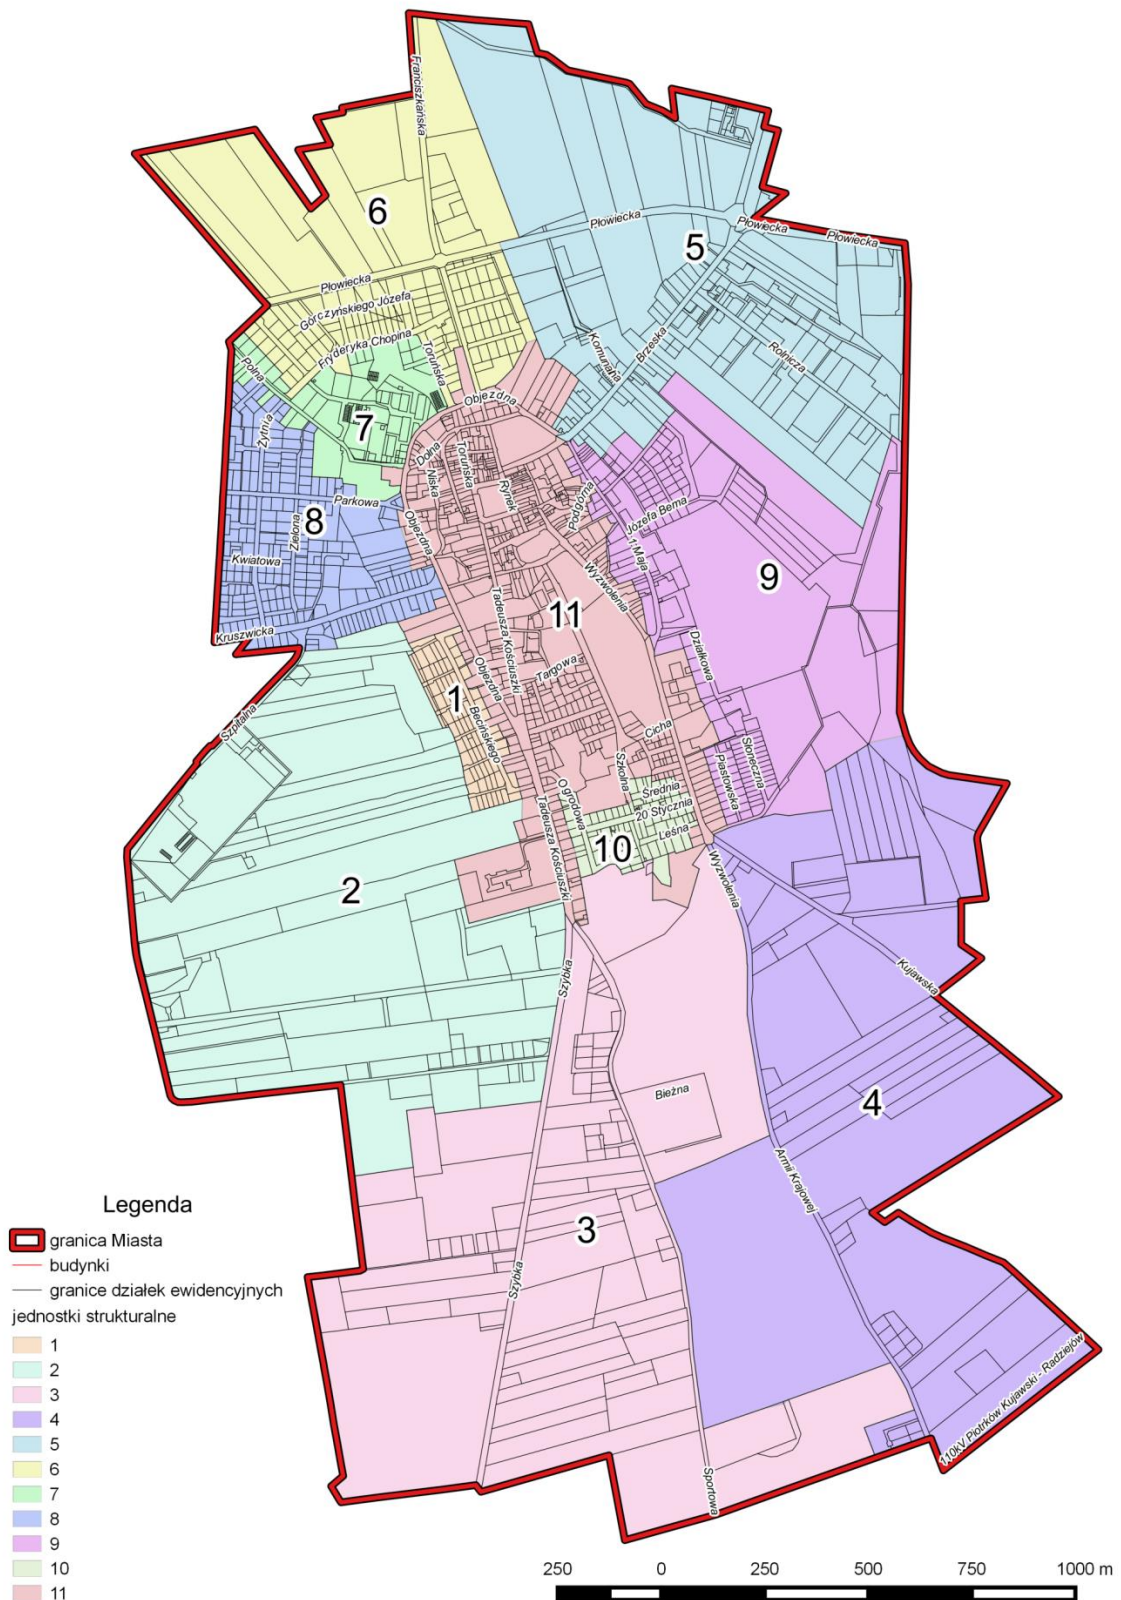 Franciszkańska
6
Płowiecka
Płowiecka
Płowiecka
5
Płowiecka
Górczyńskiego Józefa
Fryderyka Chopina
Toruńska
Komunalna
Brzeska
Rolnicza
Polna
Objezdna
7
Żytnia
Dolna
Niska
Toruńska
Rynek
Podgórna
Parkowa
8
Zielona
Objezdna
Józefa Bema
1 Maja
Kwiatowa
9
Wyzwolenia
Tadeusza Kościuszki
11
Kruszwicka
Działkowa
Targowa
Objezdna
1
Becińskiego
Szpitalna
Cicha
Słoneczna
Szkolna
Piastowska
Średnia
Ogrodowa
20 Stycznia
Leśna
Tadeusza Kościuszki
10
2
Wyzwolenia
Szybka
Kujawska
Bieżna
4
Armii Krajowej
3
Szybka
110kV Piotrków Kujawski - Radziejów
Sportowa
Legenda
granica Miasta
budynki
granice działek ewidencyjnych
jednostki strukturalne
1
2
3
4
5
6
7
8
9
10
11
250 0 250 500 750 1000 m